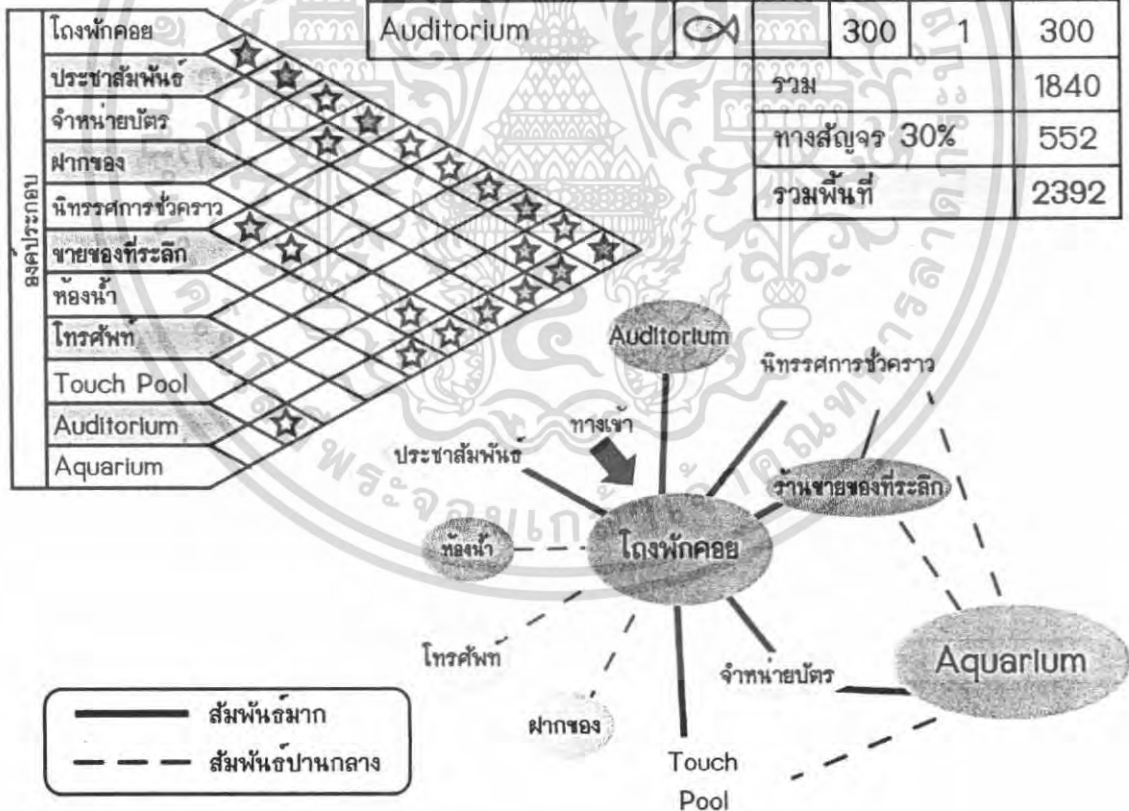 Auditorium 300 1 300
รวม 1840
ทางสัญจร 30% 552
รวมพื้นที่ 2392
องค์ประกอบ
โถงพักคอย
ประชาสัมพันธ์
จำหน่ายบัตร
ฝากของ
นิทรรศการชั่วคราว
ขายของที่ระลึก
ห้องน้ำ
โทรศัพท์
Touch Pool
Auditorium
Aquarium
Auditorium
นิทรรศการชั่วคราว
ทางเข้า
ประชาสัมพันธ์
ร้านขายของที่ระลึก
ห้องน้ำ
โถงพักคอย
โทรศัพท์
จำหน่ายบัตร
Aquarium
ฝากของ
Touch
Pool
สัมพันธ์มาก
สัมพันธ์ปานกลาง